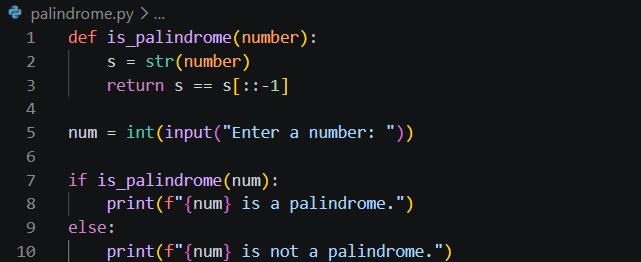 palindrome.py > ...
1 def is_palindrome(number):
2     s = str(number)
3     return s == s[::-1]
4
5 num = int(input("Enter a number: "))
6
7 if is_palindrome(num):
8     print(f"{num} is a palindrome.")
9 else:
10     print(f"{num} is not a palindrome.")